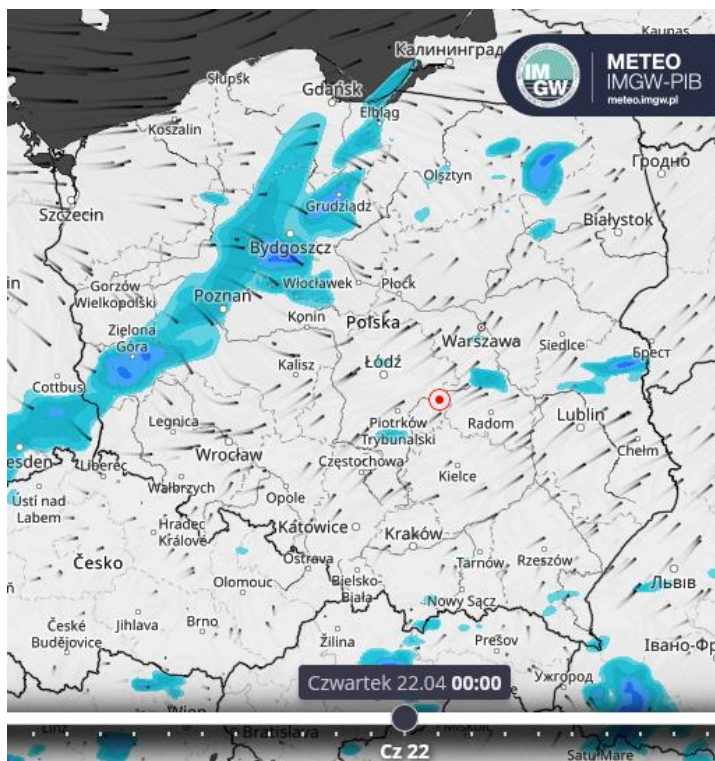 Kaunas
Калининград
METEO
IMGW-PIB
meteo.imgw.pl
IM
GW
Słupsk
Gdańsk
Elbląg
Koszalin
Olsztyn
Гродно
Szczecin
Grudziądz
Białystok
Bydgoszcz
in
Gorzów
Wielkopolski
Poznań
Włocławek
Płock
Konin
Polska
Warszawa
Siedlce
Брест
Zielona
Góra
Kalisz
Łódź
Cottbus
Legnica
Piotrków
Trybunalski
Radom
Lublin
esden
Liberec
Wrocław
Częstochowa
Kielce
Chełm
Ústí nad
Labem
Wałbrzych
Opole
Hradec
Králové
Katowice
Kraków
Česko
Ostrava
Tarnów
Rzeszów
Львів
Olomouc
Bielsko-
Biała
Nowy Sącz
České
Budějovice
Jihlava
Brno
Žilina
Prešov
Івано-Фр
Ужгород
Czwartek 22.04 00:00
Wien
Linz
Bratislava
Miskolc
Cz 22
Satu Mare